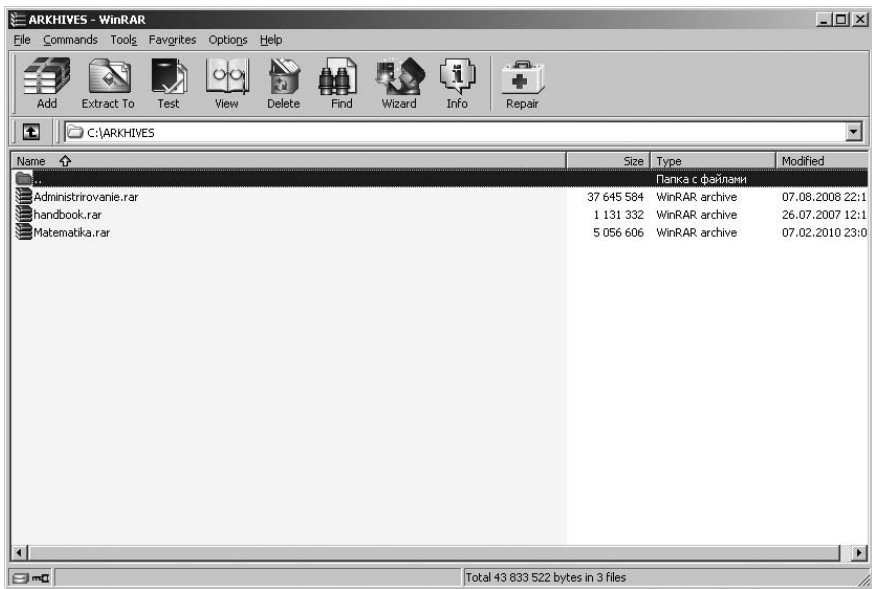 ARKHIVES - WinRAR
File Commands Tools Favorites Options Help
Add Extract To Test View Delete Find Wizard Info Repair
C:\ARKHIVES
Name Size Type Modified
.. Папка с файлами
Administrirovanie.rar 37 645 584 WinRAR archive 07.08.2008 22:1
handbook.rar 1 131 332 WinRAR archive 26.07.2007 12:1
Matematika.rar 5 056 606 WinRAR archive 07.02.2010 23:0
Total 43 833 522 bytes in 3 files